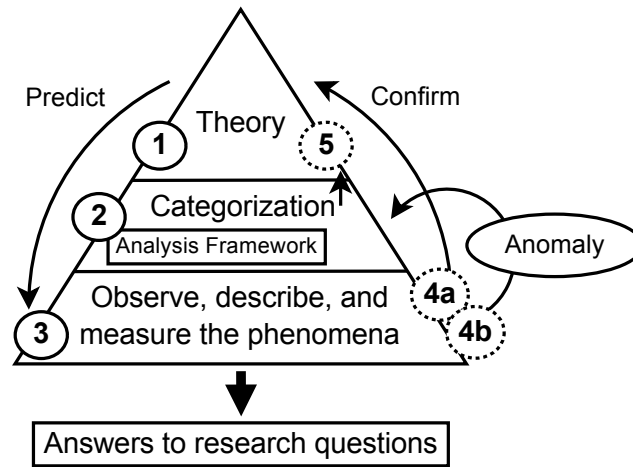 Predict
Confirm
Theory
1
5
2
Categorization
Analysis Framework
Anomaly
Observe, describe, and
measure the phenomena
3
4a
4b
Answers to research questions